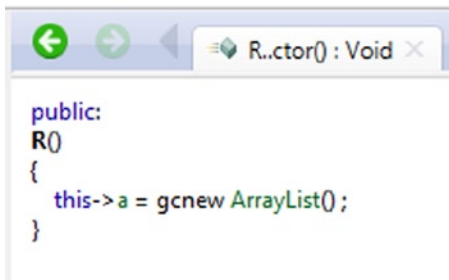 R..ctor() : Void
public:
R()
{
this->a = gcnew ArrayList() ;
}